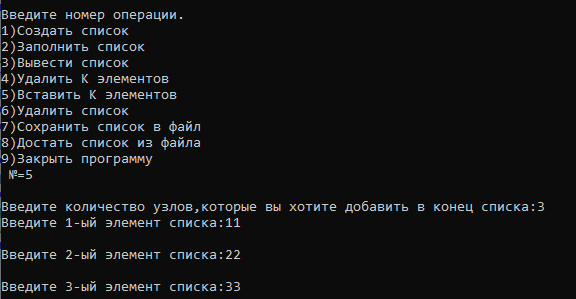 Введите номер операции.
1)Создать список
2)Заполнить список
3)Вывести список
4)Удалить К элементов
5)Вставить К элементов
6)Удалить список
7)Сохранить список в файл
8)Достать список из файла
9)Закрыть программу
№=5
Введите количество узлов,которые вы хотите добавить в конец списка:3
Введите 1-ый элемент списка:11
Введите 2-ый элемент списка:22
Введите 3-ый элемент списка:33